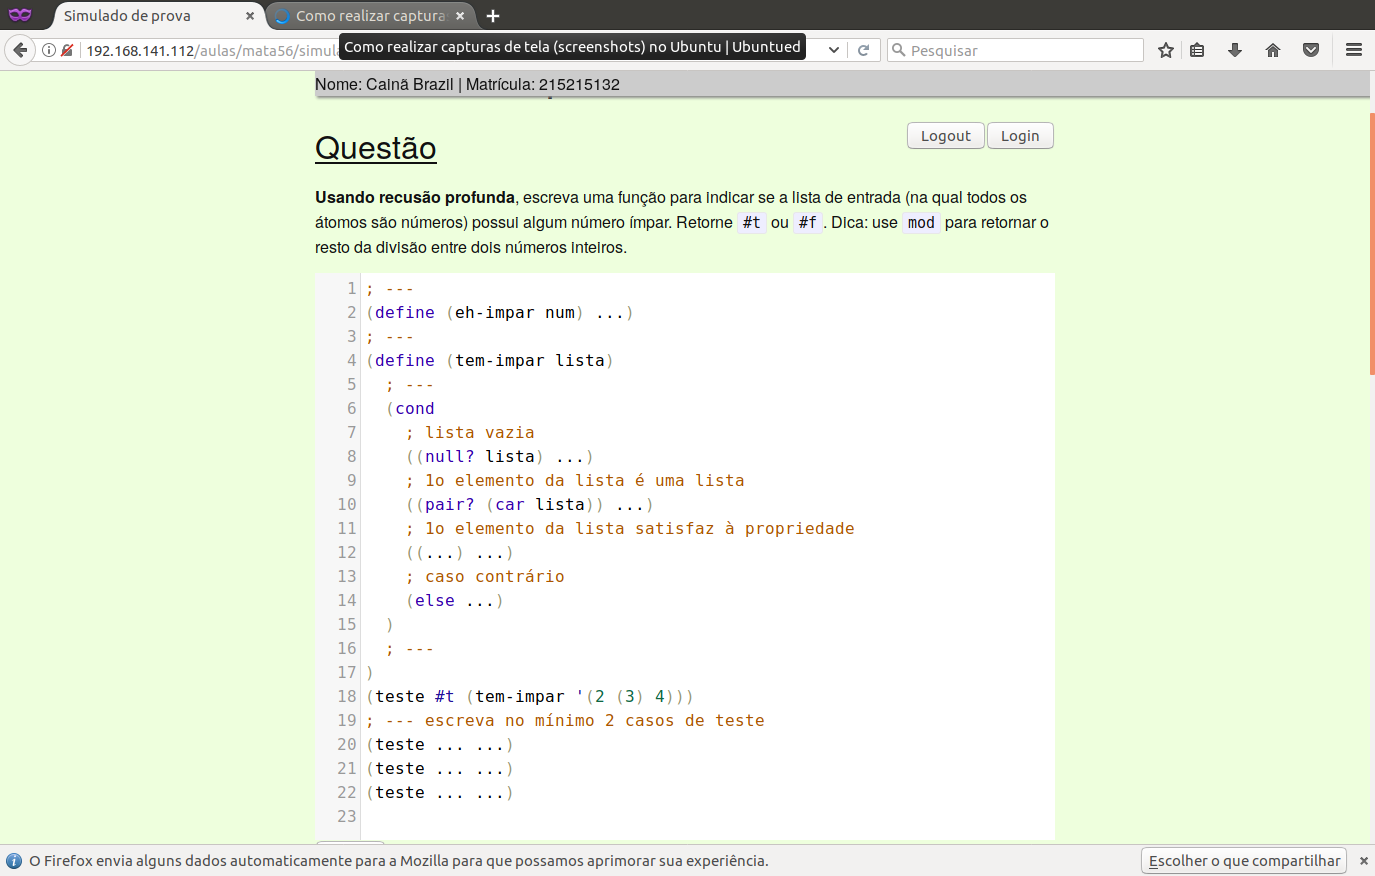 Simulado de prova
Como realizar captura
192.168.141.112/aulas/mata56/simula
Como realizar capturas de tela (screenshots) no Ubuntu | Ubuntued
Pesquisar
Nome: Cainã Brazil | Matrícula: 215215132
Questão
Logout
Login
Usando recusão profunda, escreva uma função para indicar se a lista de entrada (na qual todos os
átomos são números) possui algum número ímpar. Retorne #t ou #f. Dica: use mod para retornar o
resto da divisão entre dois números inteiros.
1 ; ---
2 (define (eh-impar num) ...)
3 ; ---
4 (define (tem-impar lista)
5   ; ---
6   (cond
7     ; lista vazia
8     ((null? lista) ...)
9     ; 1o elemento da lista é uma lista
10     ((pair? (car lista)) ...)
11     ; 1o elemento da lista satisfaz à propriedade
12     ((...) ...)
13     ; caso contrário
14     (else ...)
15   )
16   ; ---
17 )
18 (teste #t (tem-impar '(2 (3) 4)))
19 ; --- escreva no mínimo 2 casos de teste
20 (teste ... ...)
21 (teste ... ...)
22 (teste ... ...)
23
O Firefox envia alguns dados automaticamente para a Mozilla para que possamos aprimorar sua experiência.
Escolher o que compartilhar